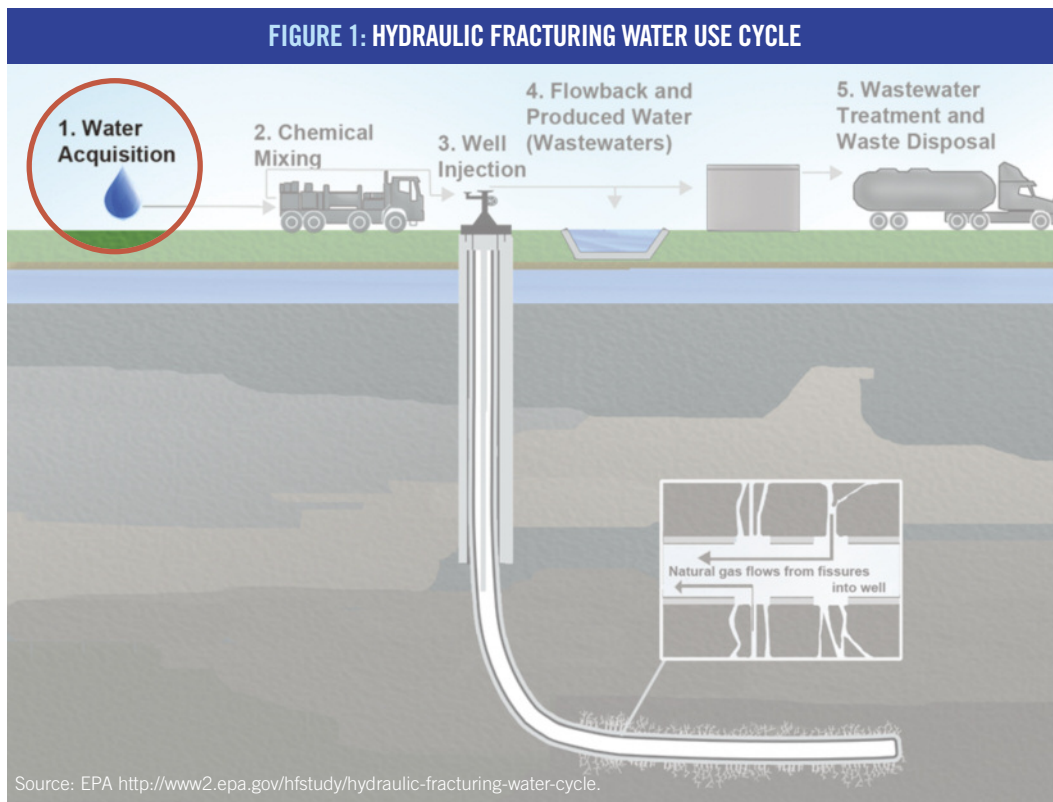 FIGURE 1: HYDRAULIC FRACTURING WATER USE CYCLE
1. Water
Acquisition
2. Chemical
Mixing
3. Well
Injection
4. Flowback and
Produced Water
(Wastewaters)
5. Wastewater
Treatment and
Waste Disposal
Natural gas flows from fissures
into well
Source: EPA http://www2.epa.gov/hfstudy/hydraulic-fracturing-water-cycle.